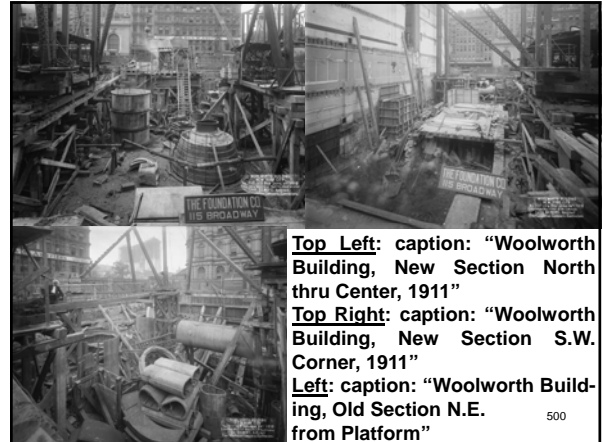 THE FOUNDATION CO
115 BROADWAY
THE FOUNDATION CO
115 BROADWAY
Top Left: caption: “Woolworth
Building, New Section North
thru Center, 1911”
Top Right: caption: “Woolworth
Building, New Section S.W.
Corner, 1911”
Left: caption: “Woolworth Build-
ing, Old Section N.E.
from Platform”
500